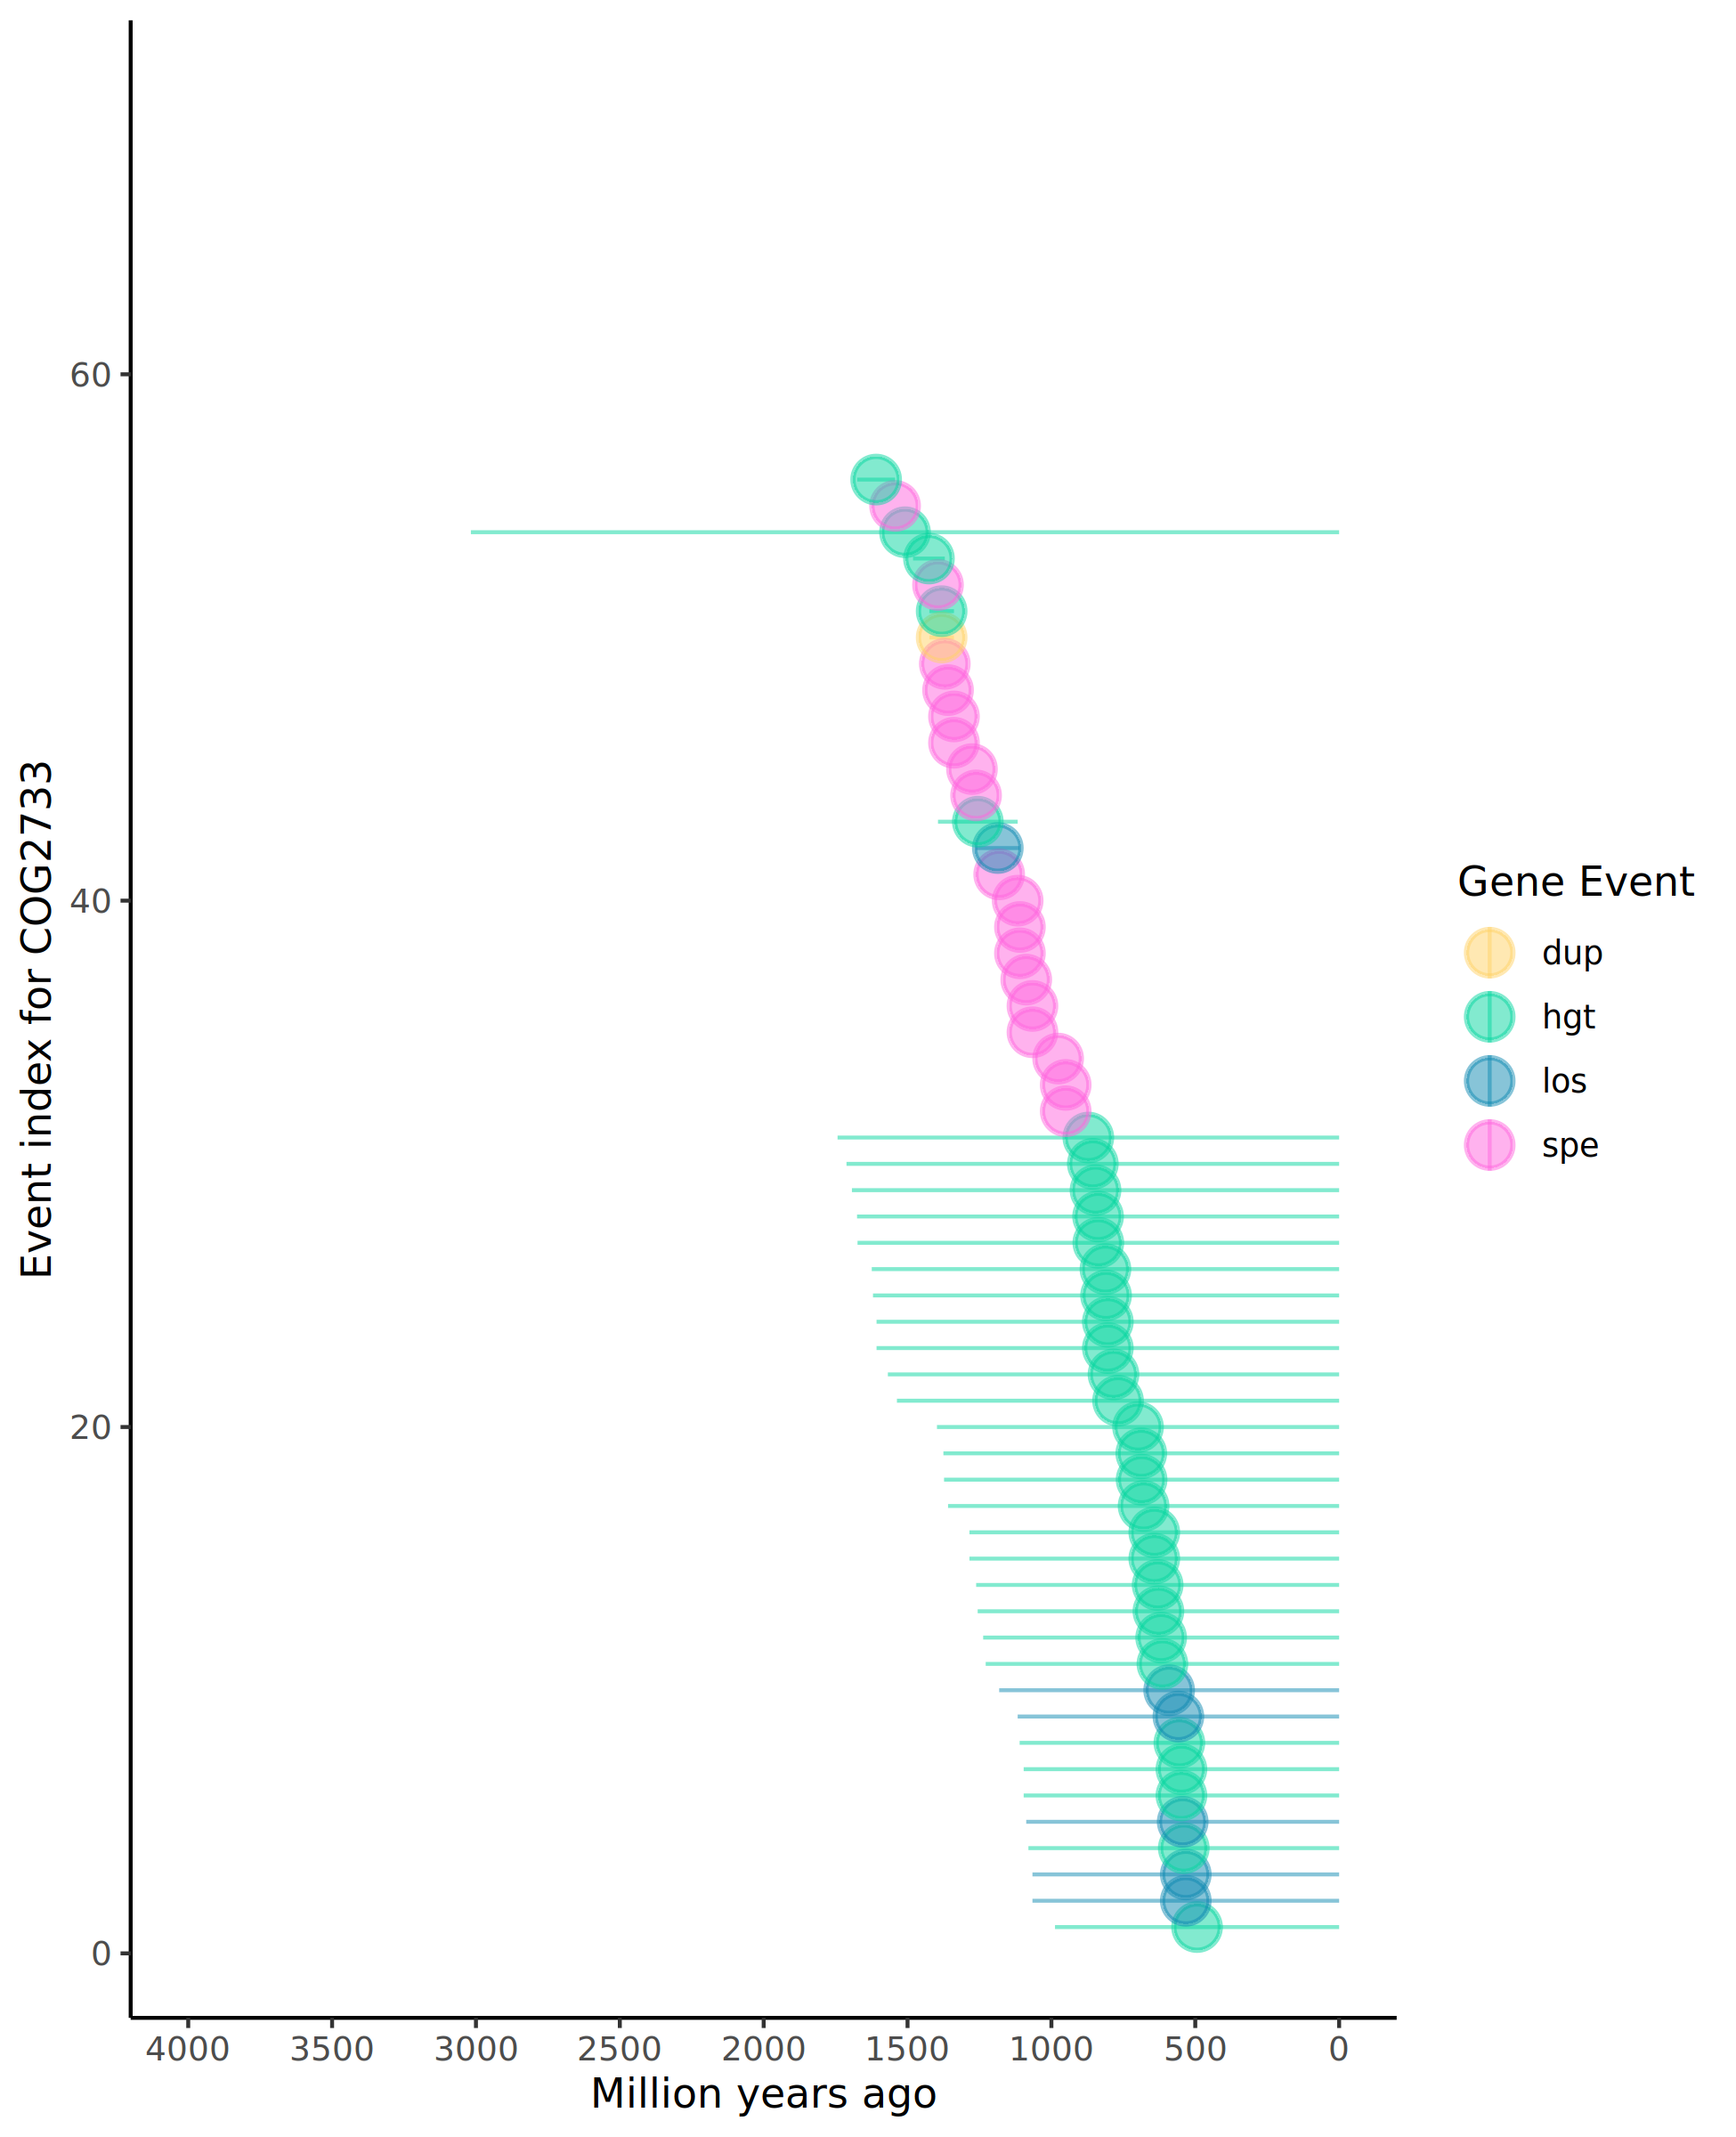 Event index for COG2733
60
40
20
0
4000 3500 3000 2500 2000 1500 1000 500 0
Million years ago
Gene Event
dup
hgt
los
spe